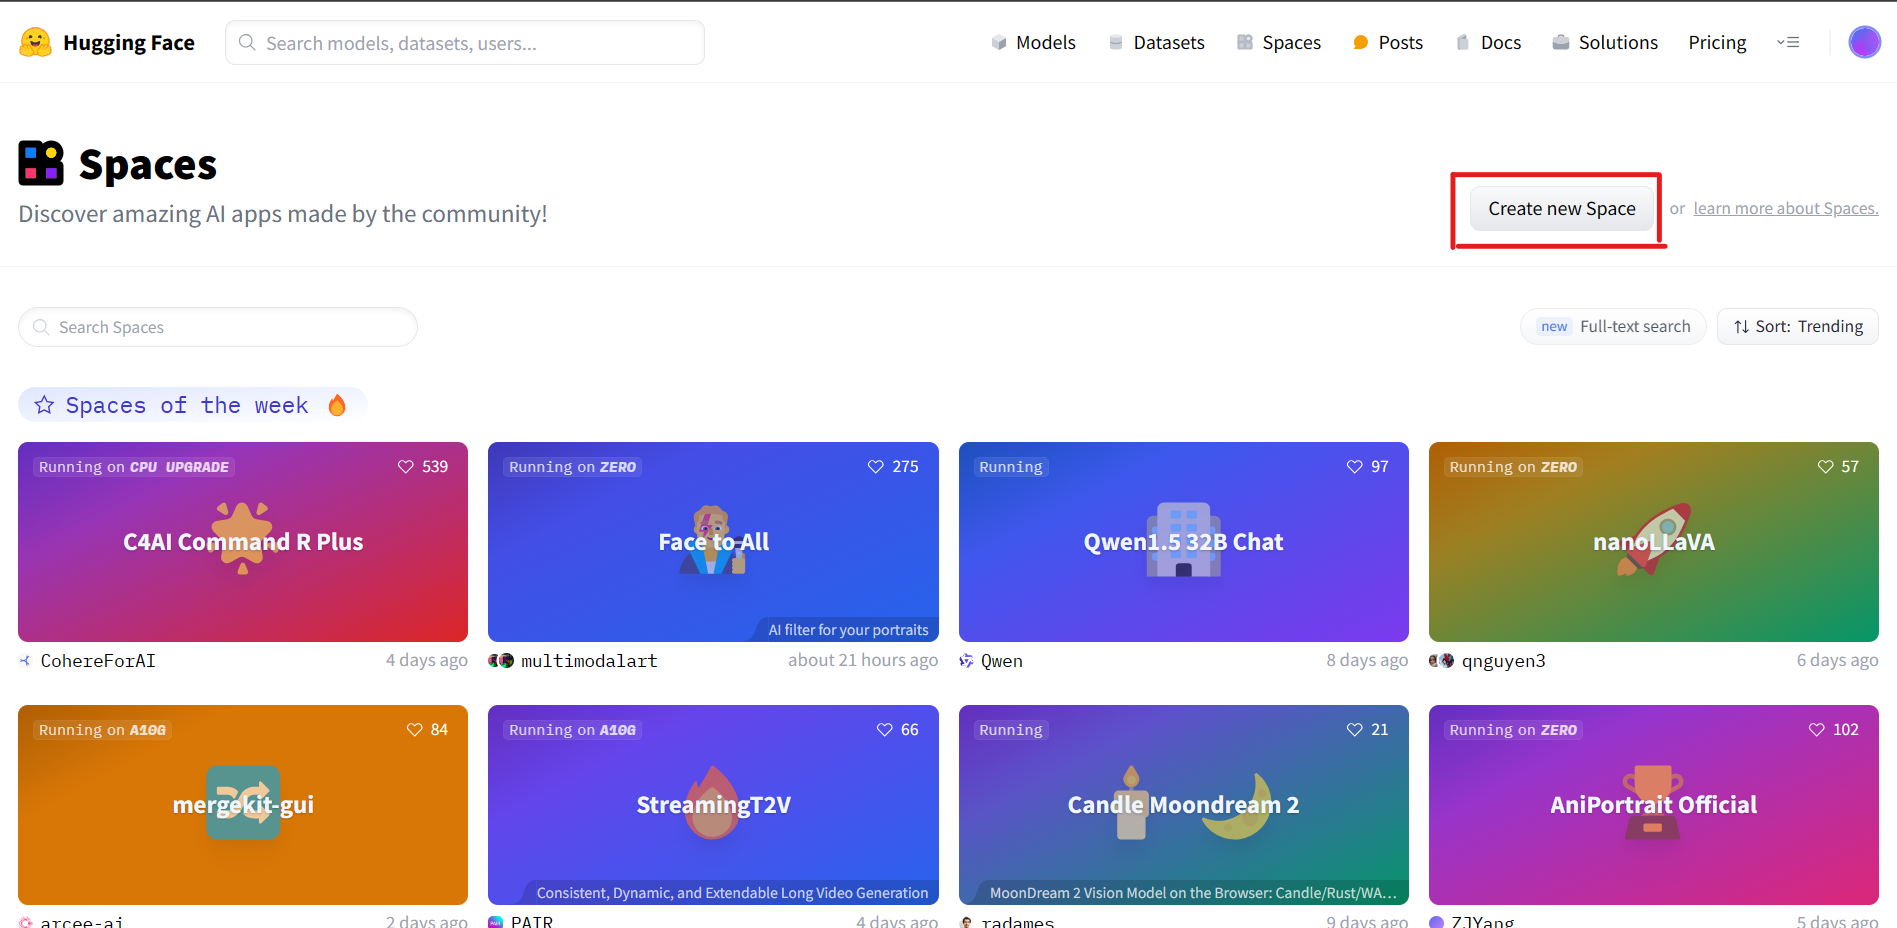 Hugging Face
Search models, datasets, users...
Models
Datasets
Spaces
Posts
Docs
Solutions
Pricing
Spaces
Discover amazing AI apps made by the community!
Create new Space
or learn more about Spaces.
Search Spaces
new Full-text search
Sort: Trending
Spaces of the week
Running on CPU UPGRADE
539
C4AI Command R Plus
CohereForAI
4 days ago
Running on ZERO
275
Face to All
AI filter for your portraits
multimodalart
about 21 hours ago
Running
97
Qwen1.5 32B Chat
Qwen
8 days ago
Running on ZERO
57
nanoLLaVA
qnguyen3
6 days ago
Running on A10G
84
mergekit-gui
arcee-ai
2 days ago
Running on A10G
66
StreamingT2V
Consistent, Dynamic, and Extendable Long Video Generation
PAIR
4 days ago
Running
21
Candle Moondream 2
MoonDream 2 Vision Model on the Browser: Candle/Rust/WA...
radames
9 days ago
Running on ZERO
102
AniPortrait Official
ZJYang
5 days ago